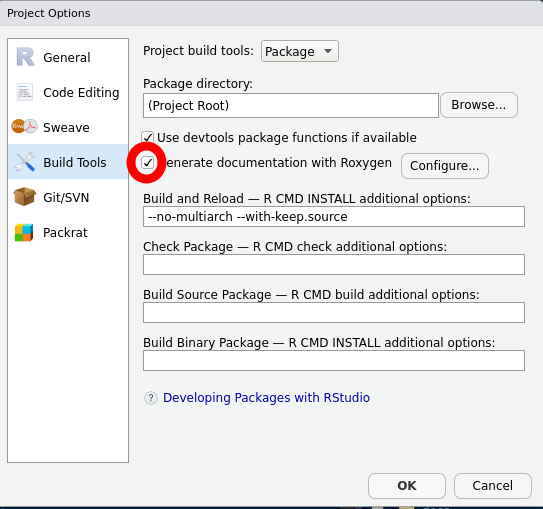 Project Options
General
Code Editing
Sweave
Build Tools
Git/SVN
Packrat
Project build tools: Package
Package directory:
(Project Root) Browse...
Use devtools package functions if available
enerate documentation with Roxygen Configure...
Build and Reload — R CMD INSTALL additional options:
--no-multiarch --with-keep.source
Check Package — R CMD check additional options:
Build Source Package — R CMD build additional options:
Build Binary Package — R CMD INSTALL additional options:
? Developing Packages with RStudio
OK Cancel